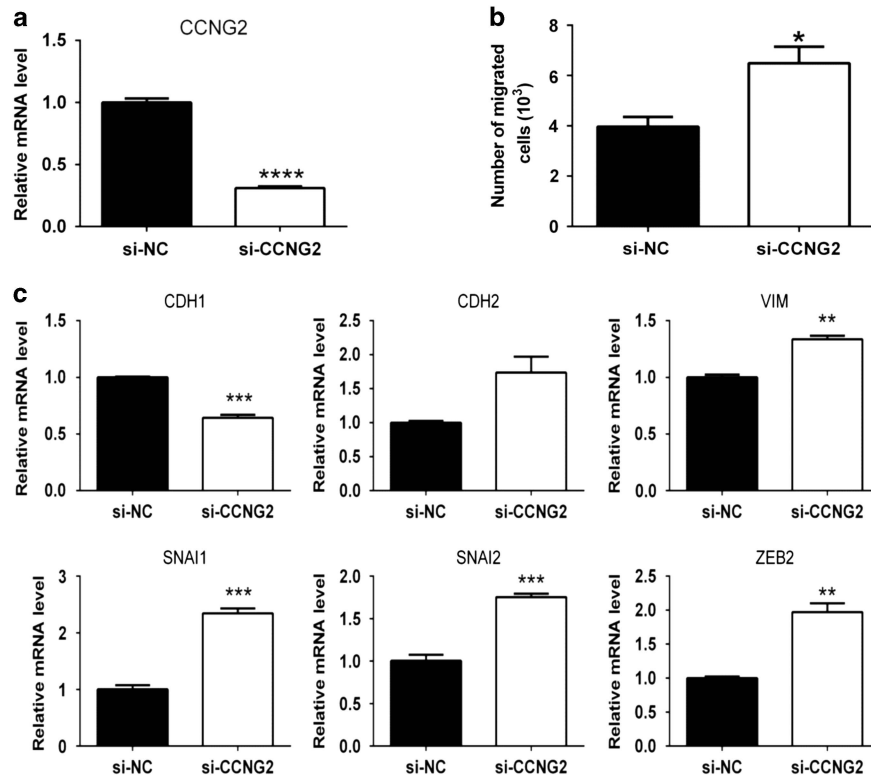 a
CCNG2
Relative mRNA level
1.5
1.0
0.5
0.0
****
si-NC
si-CCNG2
b
Number of migrated
cells (10³)
8
6
4
2
0
*
si-NC
si-CCNG2
c
CDH1
Relative mRNA level
1.5
1.0
0.5
0.0
***
si-NC
si-CCNG2
CDH2
Relative mRNA level
2.5
2.0
1.5
1.0
0.5
0.0
si-NC
si-CCNG2
VIM
Relative mRNA level
1.5
1.0
0.5
0.0
**
si-NC
si-CCNG2
SNAI1
Relative mRNA level
3
2
1
0
***
si-NC
si-CCNG2
SNAI2
Relative mRNA level
2.0
1.5
1.0
0.5
0.0
***
si-NC
si-CCNG2
ZEB2
Relative mRNA level
2.5
2.0
1.5
1.0
0.5
0.0
**
si-NC
si-CCNG2